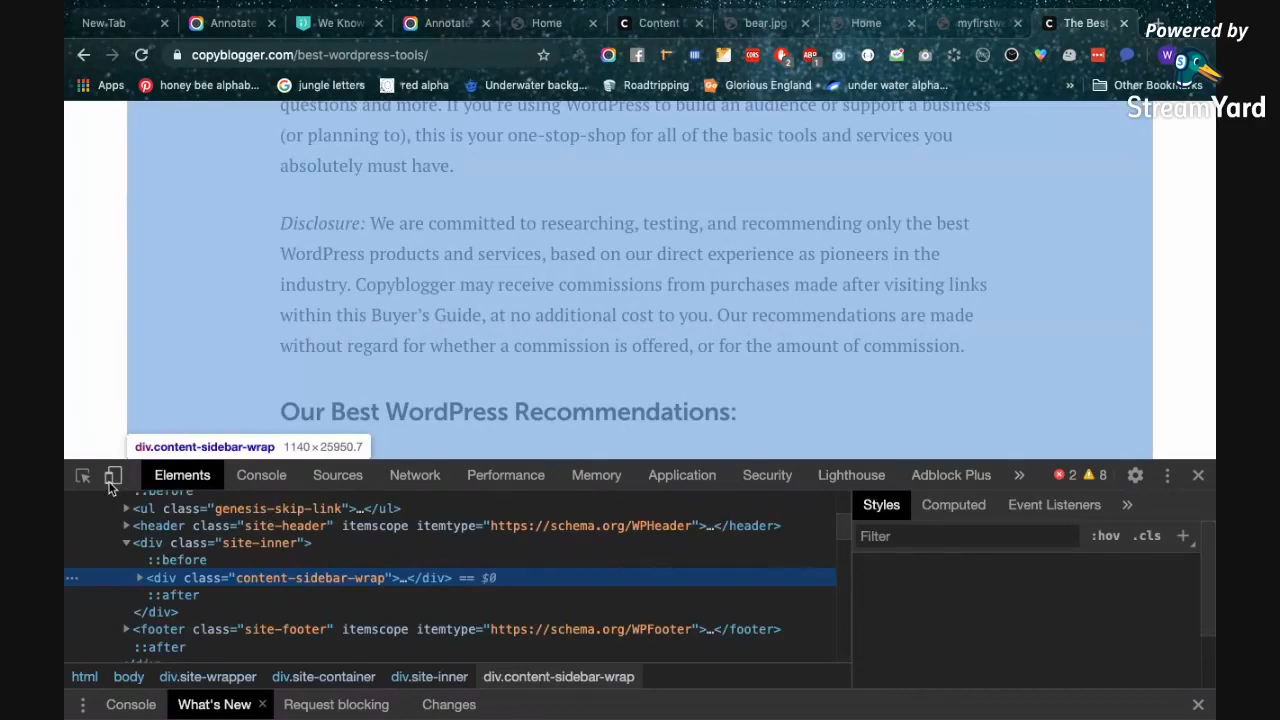 New Tab
Annotate
We Know
Annotate
Home
Content
bear.jpg
Home
myfirstw
The Bes
Powered by
StreamYard
copyblogger.com/best-wordpress-tools/
Apps
honey bee alpha...
jungle letters
red alpha
Underwater backg...
Roadtripping
Glorious England
under water alpha...
»
Other Bookmarks
questions and more. If you're using WordPress to build an audience or support a business
(or planning to), this is your one-stop-shop for all of the basic tools and services you
absolutely must have.
Disclosure: We are committed to researching, testing, and recommending only the best
WordPress products and services, based on our direct experience as pioneers in the
industry. Copyblogger may receive commissions from purchases made after visiting links
within this Buyer's Guide, at no additional cost to you. Our recommendations are made
without regard for whether a commission is offered, or for the amount of commission.
Our Best WordPress Recommendations:
div.content-sidebar-wrap 1140 × 25950.7
Elements Console Sources Network Performance Memory Application Security Lighthouse Adblock Plus » 2 8
::before
<ul class="genesis-skip-link">…</ul>
<header class="site-header" itemscope itemtype="https://schema.org/WPHeader">…</header>
<div class="site-inner">
::before
<div class="content-sidebar-wrap">…</div> == $0
::after
</div>
<footer class="site-footer" itemscope itemtype="https://schema.org/WPFooter">…</footer>
::after
Styles Computed Event Listeners »
Filter :hov .cls +
html body div.site-wrapper div.site-container div.site-inner div.content-sidebar-wrap
Console What's New × Request blocking Changes